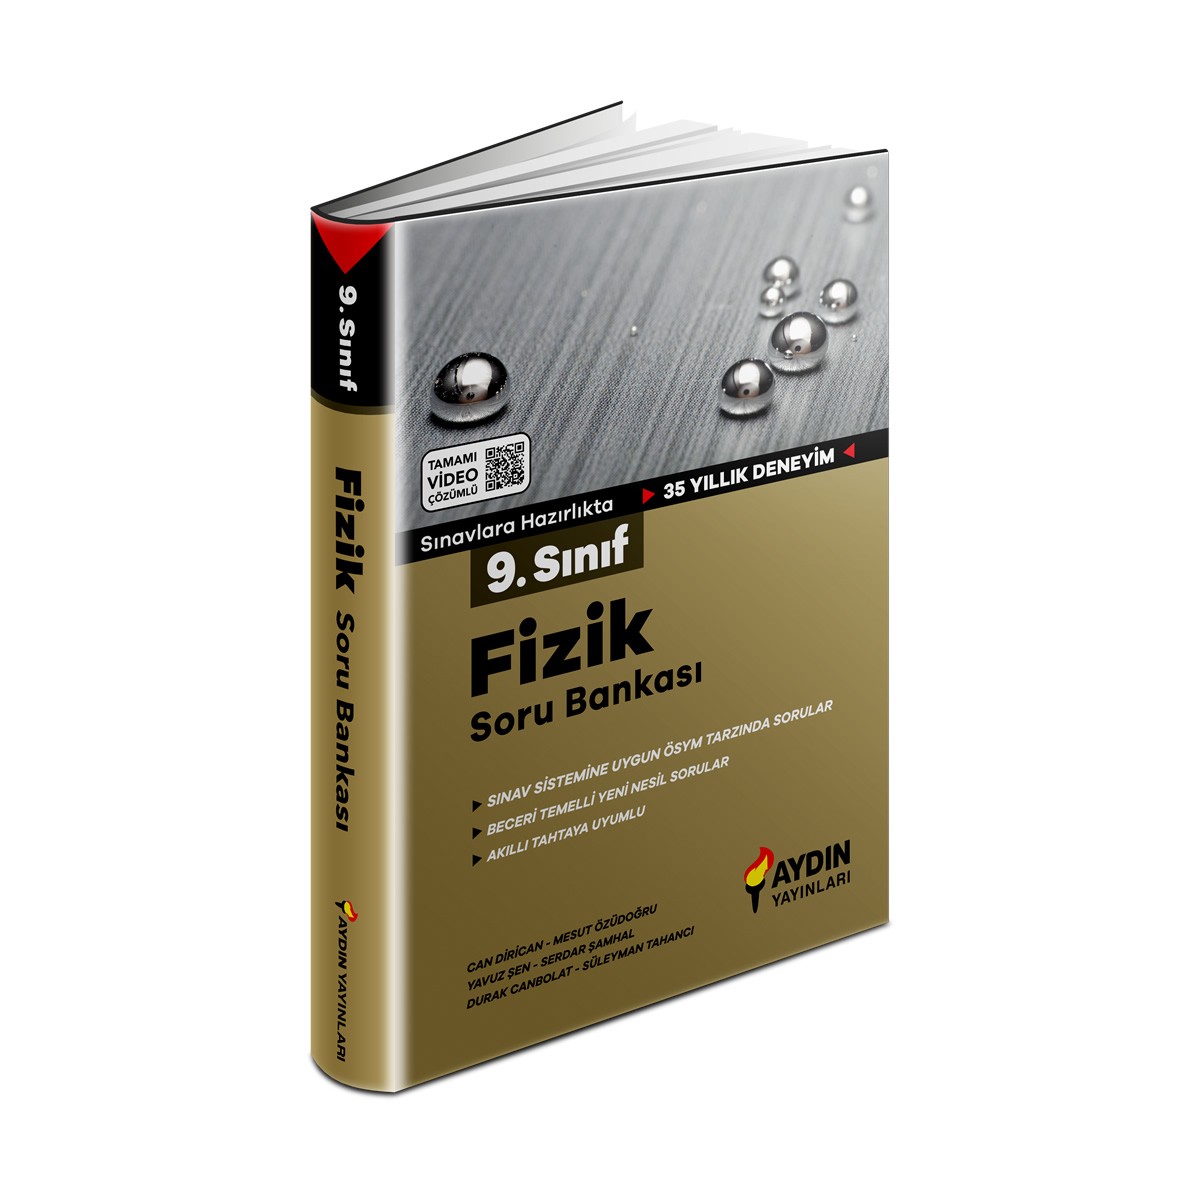 9. Sınıf
Fizik Soru Bankası
AYDIN YAYINLARI
TAMAMI
VİDEO
ÇÖZÜMLÜ
Sınavlara Hazırlıkta
35 YILLIK DENEYİM
9. Sınıf
Fizik
Soru Bankası
SINAV SİSTEMİNE UYGUN ÖSYM TARZINDA SORULAR
BECERİ TEMELLİ YENİ NESİL SORULAR
AKILLI TAHTAYA UYUMLU
AYDIN
YAYINLARI
CAN DİRİCAN - MESUT ÖZÜDOĞRU
YAVUZ ŞEN - SERDAR ŞAMHAL
DURAK CANBOLAT - SÜLEYMAN TAHANCI